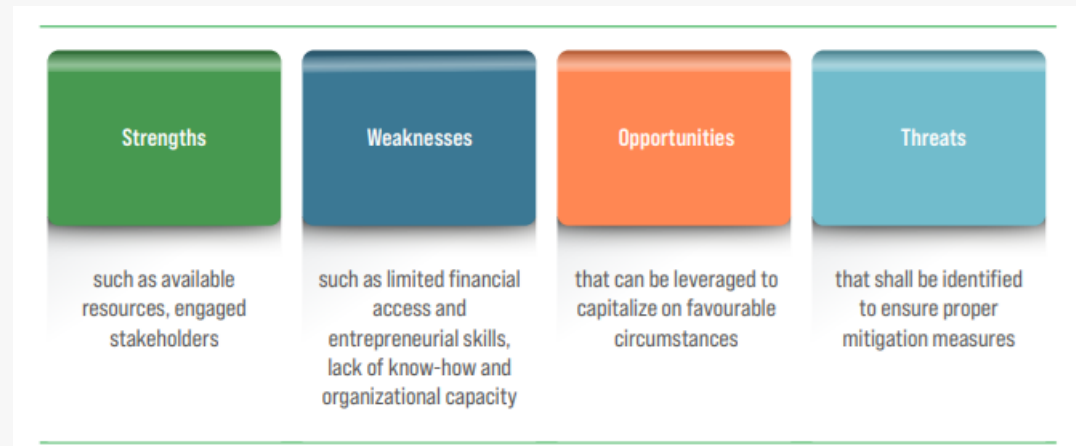 Strengths
such as available
resources, engaged
stakeholders
Weaknesses
such as limited financial
access and
entrepreneurial skills,
lack of know-how and
organizational capacity
Opportunities
that can be leveraged to
capitalize on favourable
circumstances
Threats
that shall be identified
to ensure proper
mitigation measures